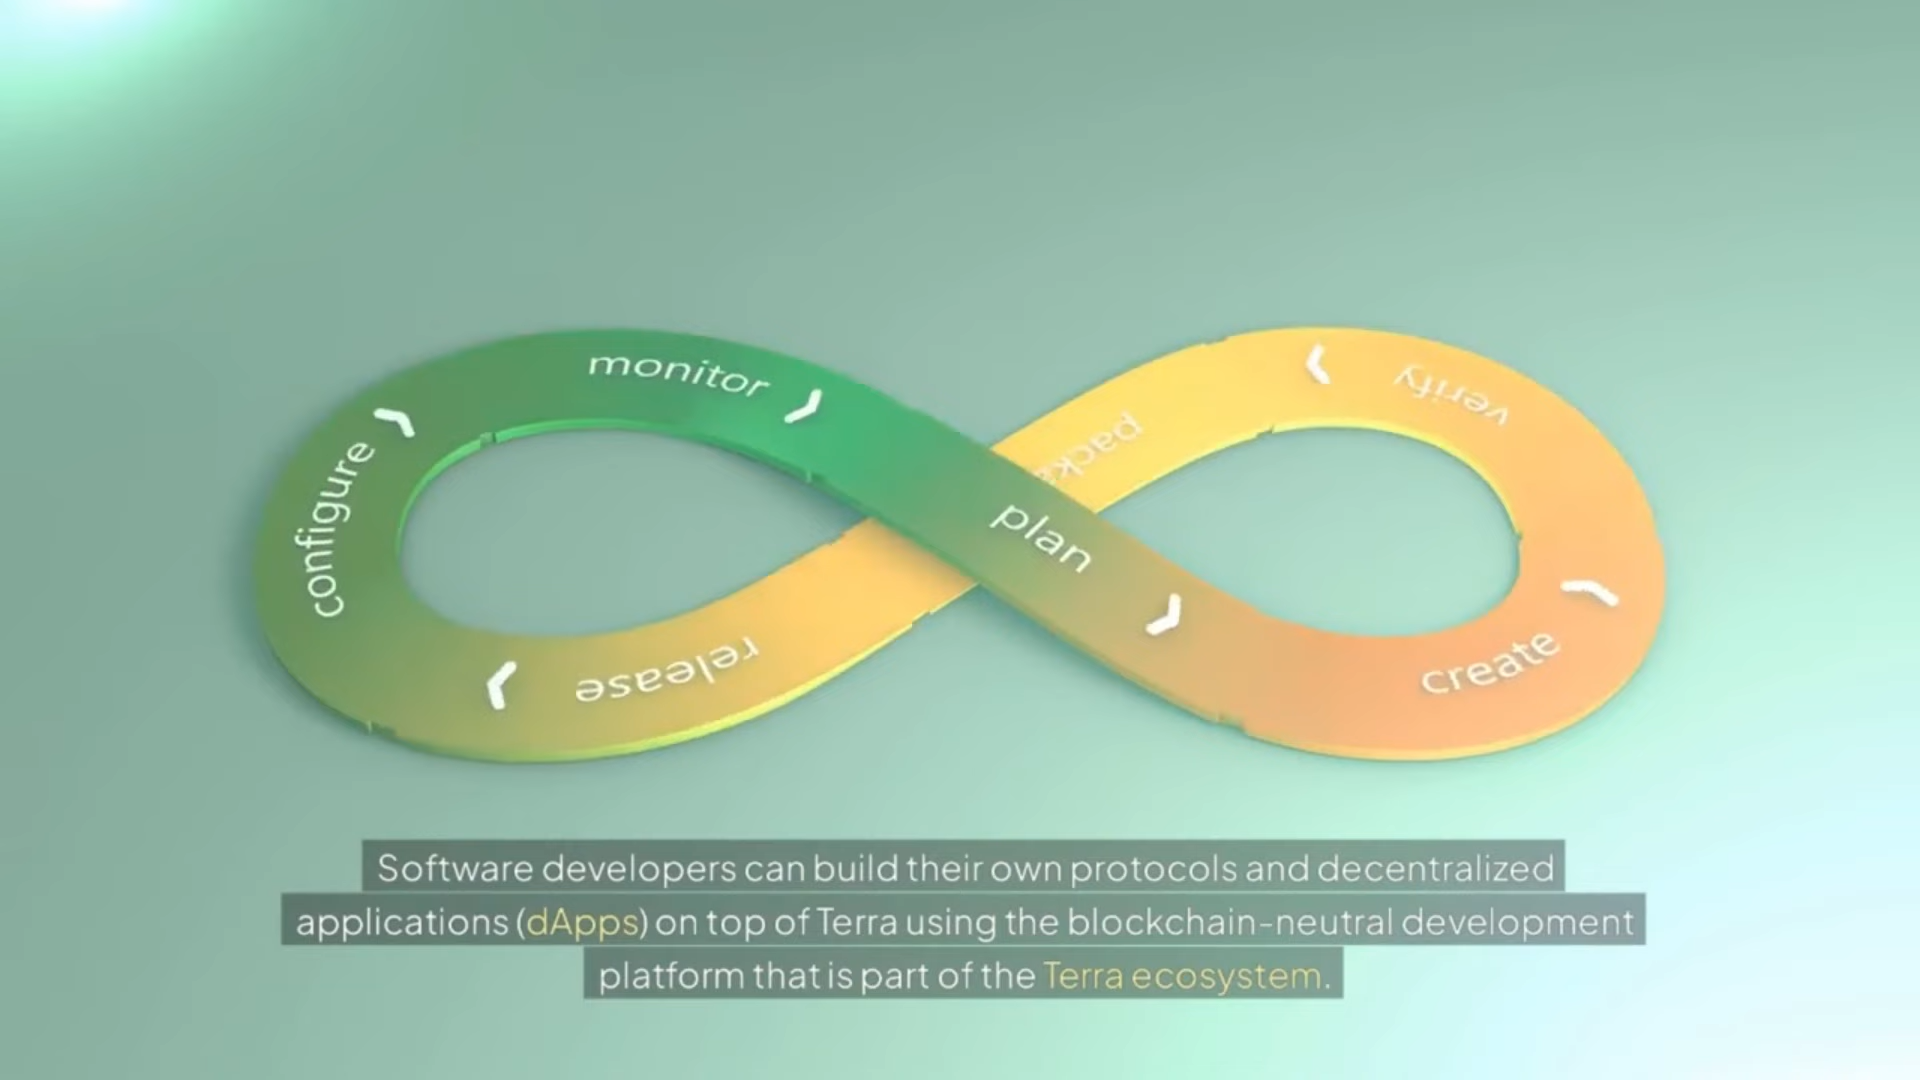 monitor
configure
verify
plan
release
create
Software developers can build their own protocols and decentralized
applications (dApps) on top of Terra using the blockchain-neutral development
platform that is part of the Terra ecosystem.